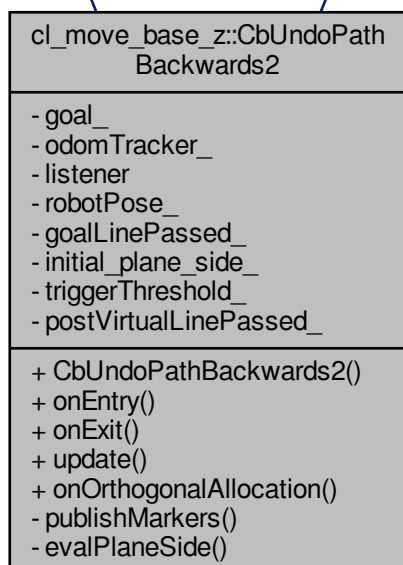 cl_move_base_z::CbUndoPath
Backwards2
- goal_
- odomTracker_
- listener
- robotPose_
- goalLinePassed_
- initial_plane_side_
- triggerThreshold_
- postVirtualLinePassed_
+ CbUndoPathBackwards2()
+ onEntry()
+ onExit()
+ update()
+ onOrthogonalAllocation()
- publishMarkers()
- evalPlaneSide()